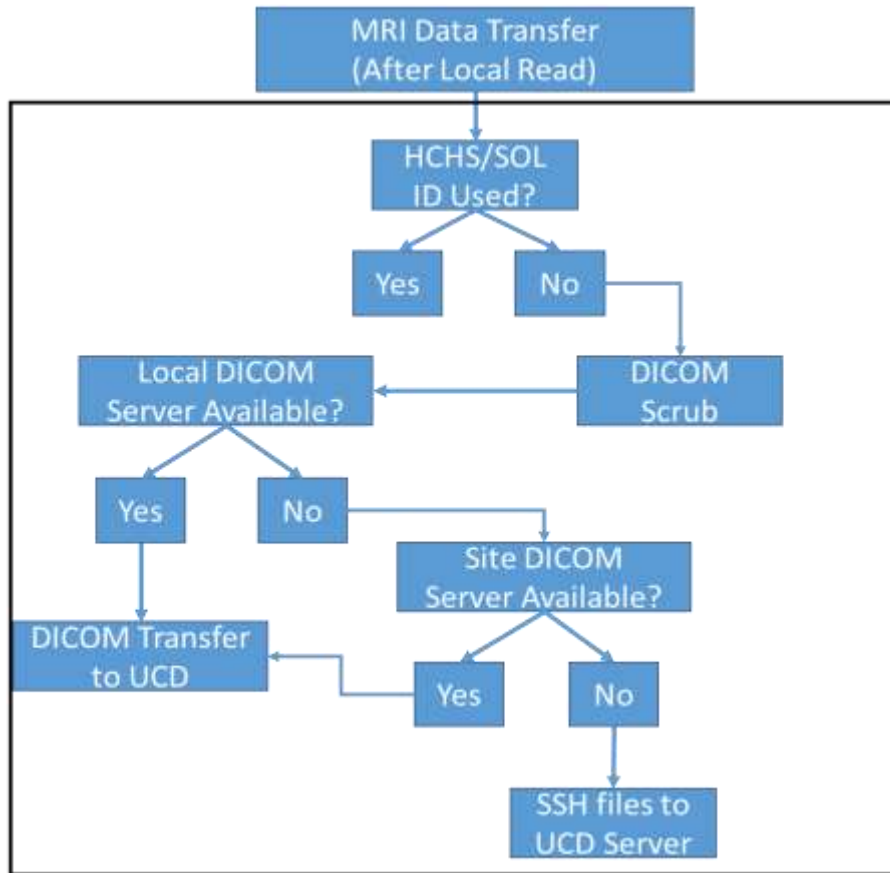 MRI Data Transfer
(After Local Read)
HCHS/SOL
ID Used?
Yes
No
Local DICOM
Server Available?
DICOM
Scrub
Yes
No
Site DICOM
Server Available?
DICOM Transfer
to UCD
Yes
No
SSH files to
UCD Server